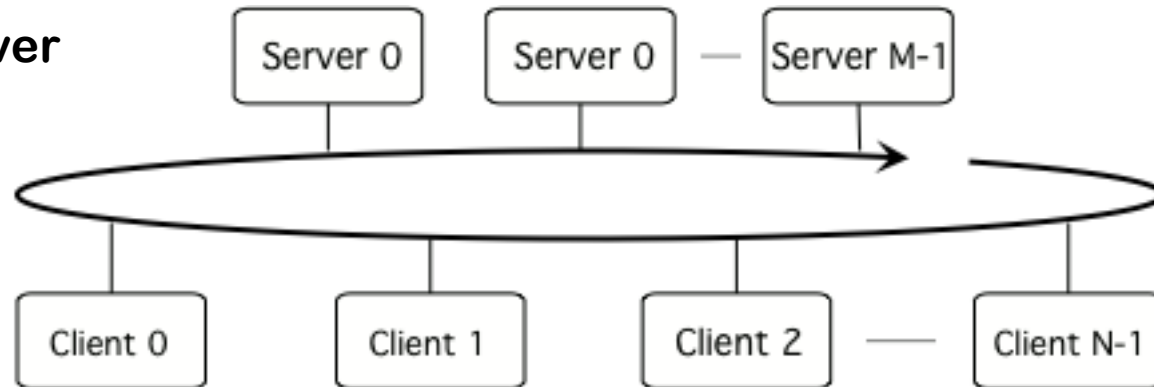 ver
Server 0 Server 0 Server M-1
Client 0 Client 1 Client 2 Client N-1